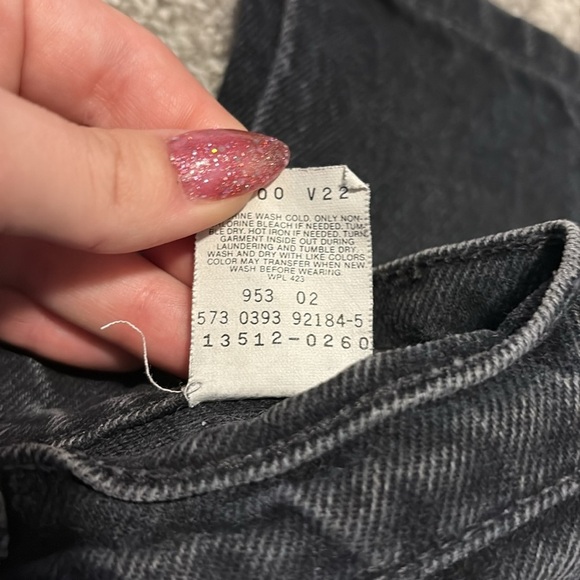 00 V22
WASH COLD. ONLY NON-
BLEACH IF NEEDED. TUM-
BLE DRY. HOT IRON IF NEEDED. TURN
GARMENT INSIDE OUT DURING
LAUNDERING AND TUMBLE DRY.
WASH AND DRY WITH LIKE COLORS.
COLOR MAY TRANSFER WHEN NEW.
WASH BEFORE WEARING.
WPL 423
953 02
573 0393 92184-5
13512-0260